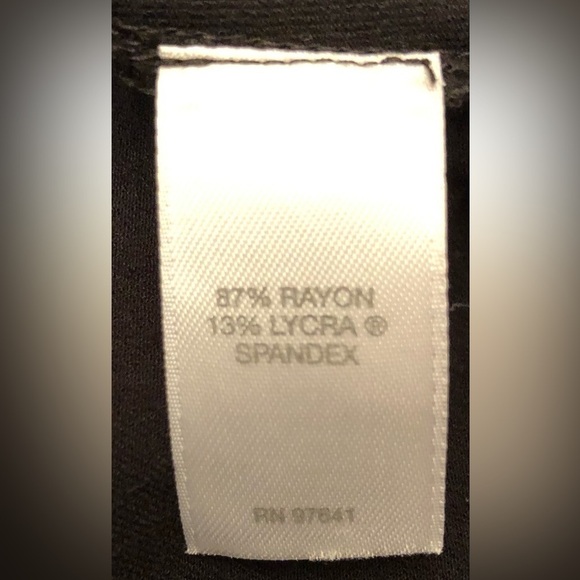 87% RAYON
13% LYCRA ®
SPANDEX
RN 97641